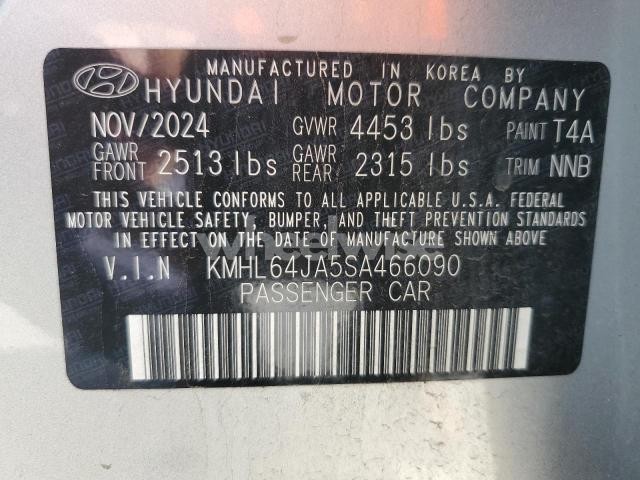 MANUFACTURED IN KOREA BY
HYUNDAI MOTOR COMPANY
NOV/2024 GVWR 4453 lbs PAINT T4A
GAWR FRONT 2513 lbs GAWR REAR 2315 lbs TRIM NNB
THIS VEHICLE CONFORMS TO ALL APPLICABLE U.S.A. FEDERAL
MOTOR VEHICLE SAFETY, BUMPER, AND THEFT PREVENTION STANDARDS
IN EFFECT ON THE DATE OF MANUFACTURE SHOWN ABOVE
V.I.N KMHL64JA5SA466090
PASSENGER CAR